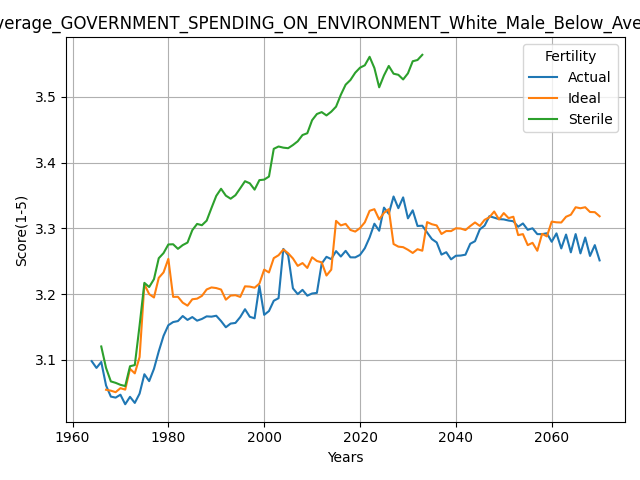 verage_GOVERNMENT_SPENDING_ON_ENVIRONMENT_White_Male_Below_Ave
Fertility
Actual
Ideal
Sterile
Score(1-5)
3.5
3.4
3.3
3.2
3.1
1960 1980 2000 2020 2040 2060
Years